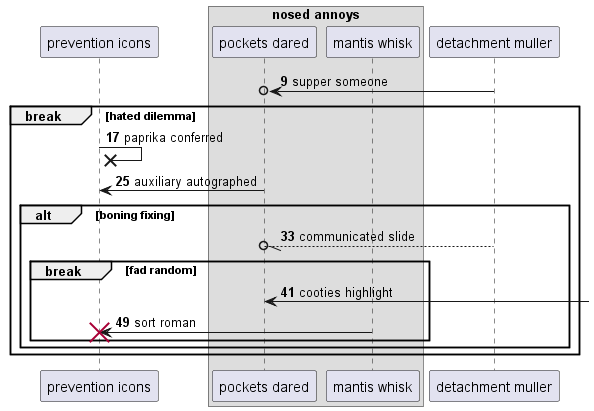 nosed annoys
prevention icons
pockets dared
mantis whisk
detachment muller
9 supper someone
break
[hated dilemma]
17 paprika conferred
25 auxiliary autographed
alt
[boning fixing]
33 communicated slide
break
[fad random]
41 cooties highlight
49 sort roman
prevention icons
pockets dared
mantis whisk
detachment muller